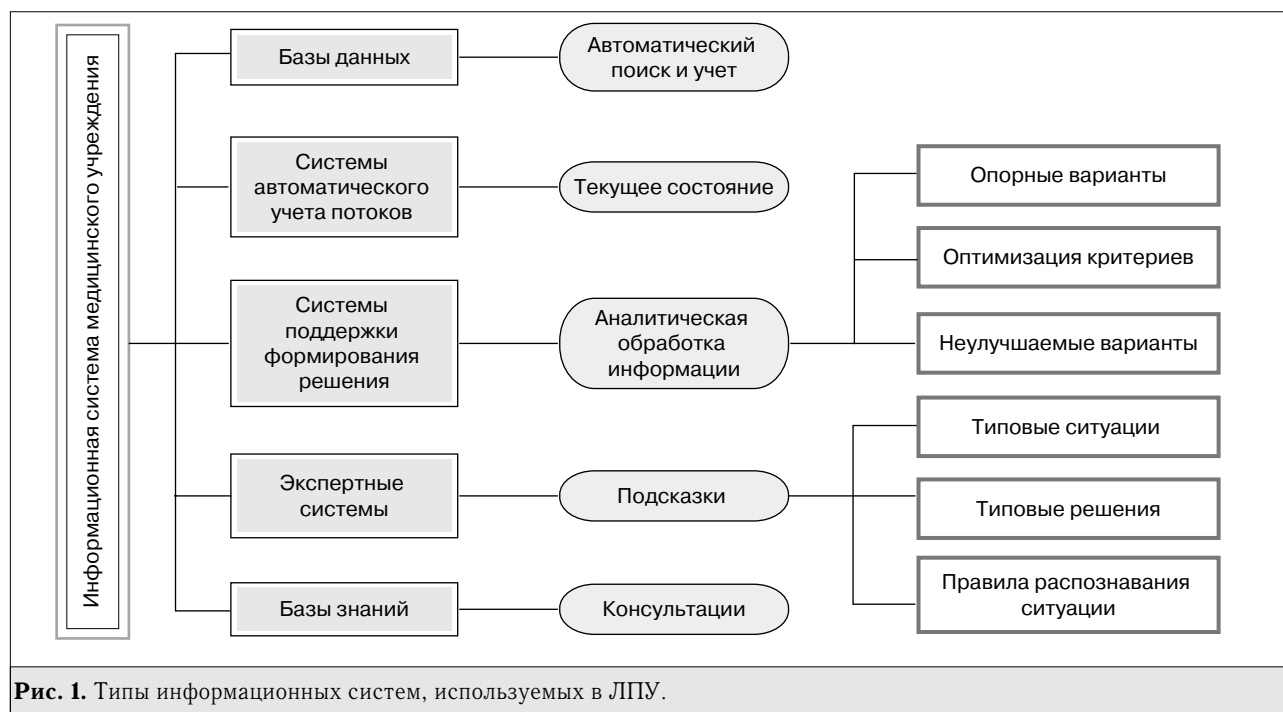 Информационная система медицинского учреждения
Базы данных
Автоматический
поиск и учет
Системы
автоматического
учета потоков
Текущее состояние
Опорные варианты
Оптимизация критериев
Системы
поддержки
формирования
решения
Аналитическая
обработка
информации
Неулучшаемые варианты
Типовые ситуации
Экспертные
системы
Подсказки
Типовые решения
Правила распознавания
ситуации
Базы знаний
Консультации
Рис. 1. Типы информационных систем, используемых в ЛПУ.